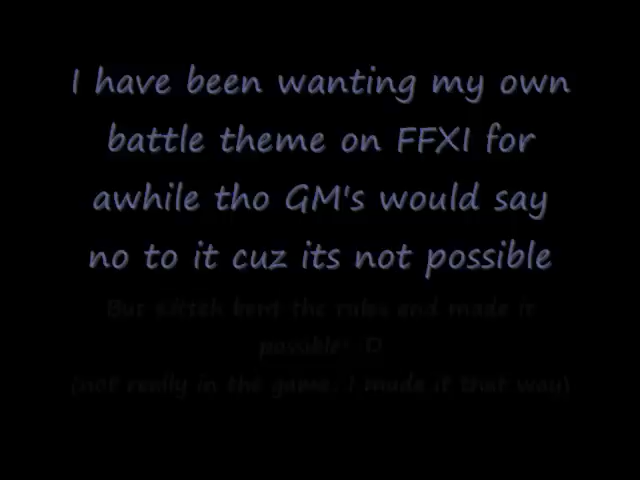 I have been wanting my own
battle theme on FFXI for
awhile tho GM's would say
no to it cuz its not possible
But bent the rules and made it
possible :D
(not really in the game, I made it that way)